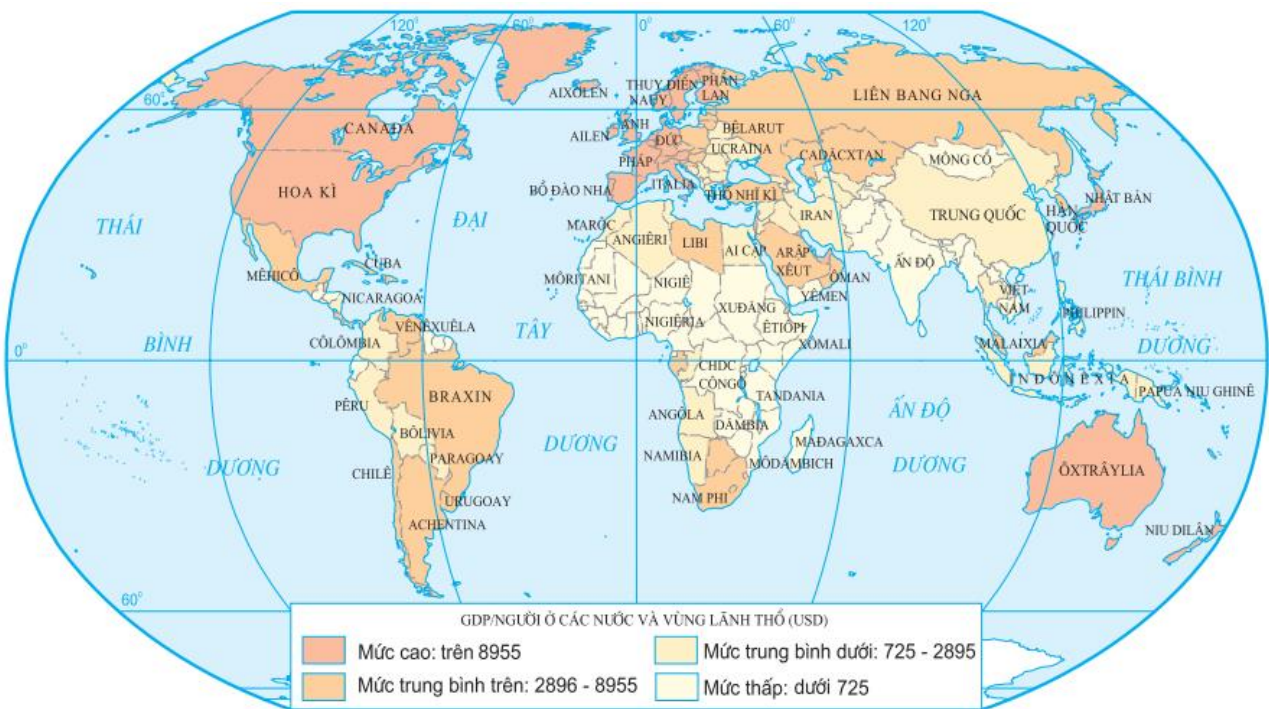 120°
60°
0°
60°
120°
60°
AIXƠLEN
THUỴ ĐIỂN
PHẦN
LAN
NAUY
LIÊN BANG NGA
CANADA
AILEN
ANH
ĐỨC
BÊLARUT
UCRAINA
CADĂCXTAN
MÔNG CỔ
PHÁP
HOA KÌ
BỒ ĐÀO NHA
ITALIA
THỔ NHĨ KÌ
NHẬT BẢN
HÀN
QUỐC
TRUNG QUỐC
IRAN
THÁI
ĐẠI
MARỐC
ANGIÊRI
LIBI
AI CẬP
ARẬP
XÊUT
ÔMAN
ẤN ĐỘ
CUBA
MÊHICÔ
MÔRITANI
NIGIÊ
YÊMEN
VIỆT
NAM
THÁI BÌNH
NICARAGOA
XUĐĂNG
NIGIÊRIA
ÊTIÔPI
PHILIPPIN
BÌNH
VÊNÊXUÊLA
TÂY
CÔLÔMBIA
XÔMALI
MALAIXIA
DƯƠNG
0°
CHDC
CÔNGÔ
INĐÔNÊXIA
PAPUA NIU GHINÊ
BRAXIN
PÊRU
TANDANIA
ANGÔLA
ẤN ĐỘ
DĂMBIA
BÔLIVIA
DƯƠNG
MAĐAGAXCA
NAMIBIA
PARAGOAY
MÔDĂMBICH
DƯƠNG
DƯƠNG
CHILÊ
ÔXTRÂYLIA
NAM PHI
URUGOAY
ACHENTINA
NIU DILÂN
60°
GDP/NGƯỜI Ở CÁC NƯỚC VÀ VÙNG LÃNH THỔ (USD)
Mức cao: trên 8955
Mức trung bình dưới: 725 - 2895
Mức trung bình trên: 2896 - 8955
Mức thấp: dưới 725